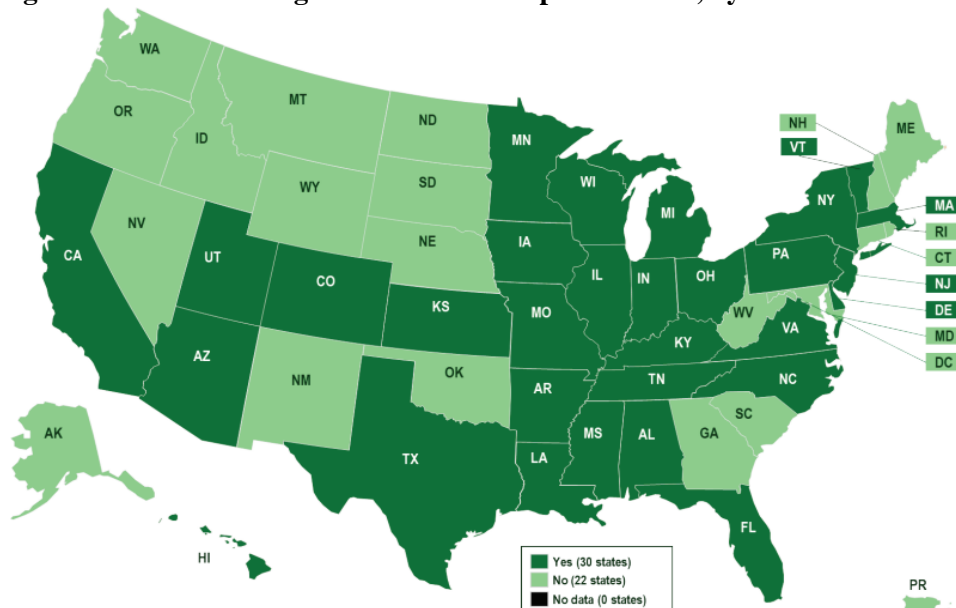 WA
MT
ND
MN
OR
ID
SD
WY
WI
MI
NH
VT
ME
NY
MA
RI
CT
NJ
DE
MD
DC
NV
NE
IA
PA
CA
UT
CO
IL
IN
OH
KS
MO
WV
VA
KY
AZ
NM
OK
AR
TN
NC
SC
AK
TX
LA
MS
AL
GA
FL
HI
Yes (30 states)
No (22 states)
No data (0 states)
PR